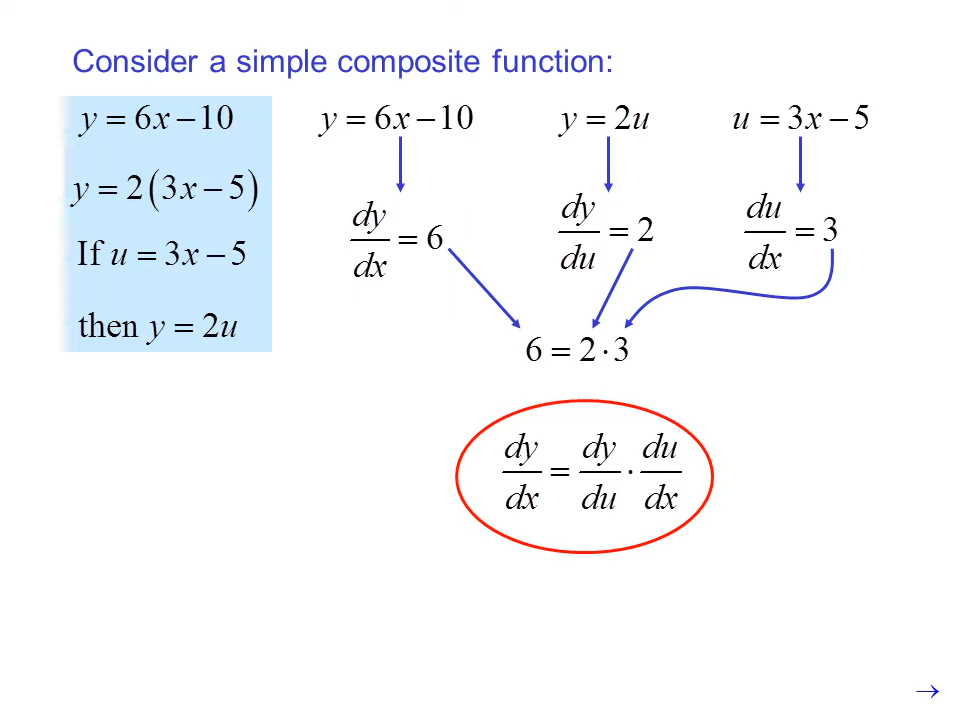 Consider a simple composite function:
y = 6x − 10
y = 2(3x − 5)
If u = 3x − 5
then y = 2u
y = 6x − 10
y = 2u
u = 3x − 5
dy/dx = 6
dy/du = 2
du/dx = 3
6 = 2 · 3
dy/dx = dy/du · du/dx
→